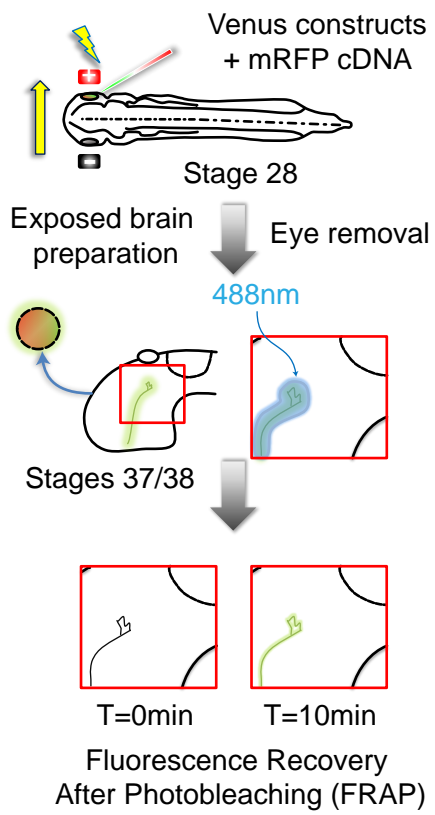 Venus constructs
+ mRFP cDNA
+
-
Stage 28
Exposed brain
preparation
Eye removal
488nm
Stages 37/38
T=0min
T=10min
Fluorescence Recovery
After Photobleaching (FRAP)